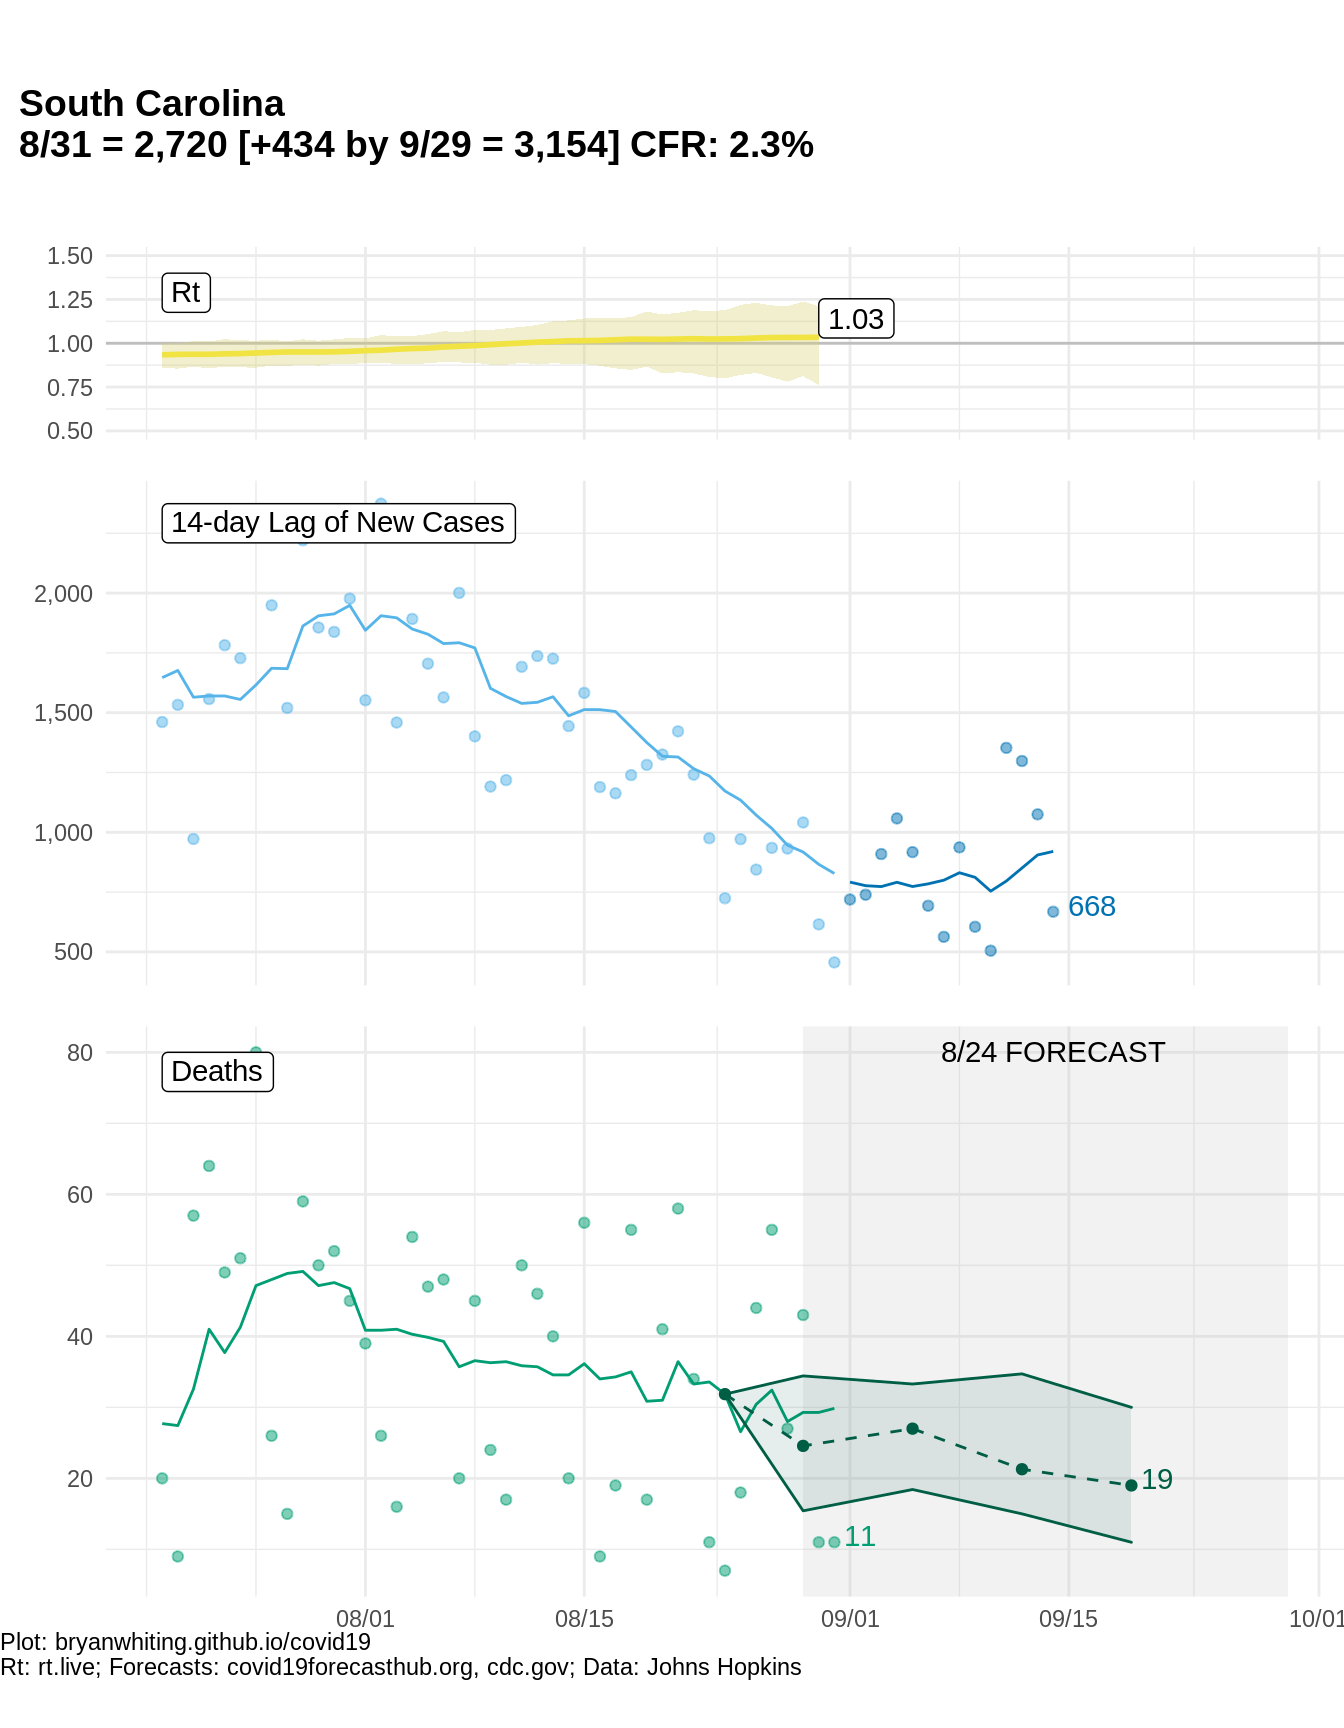 South Carolina
8/31 = 2,720 [+434 by 9/29 = 3,154] CFR: 2.3%
1.50
1.25
1.00
0.75
0.50
Rt
1.03
14-day Lag of New Cases
2,000
1,500
1,000
500
668
80
60
40
20
Deaths
8/24 FORECAST
19
11
08/01 08/15 09/01 09/15 10/01
Plot: bryanwhiting.github.io/covid19
Rt: rt.live; Forecasts: covid19forecasthub.org, cdc.gov; Data: Johns Hopkins